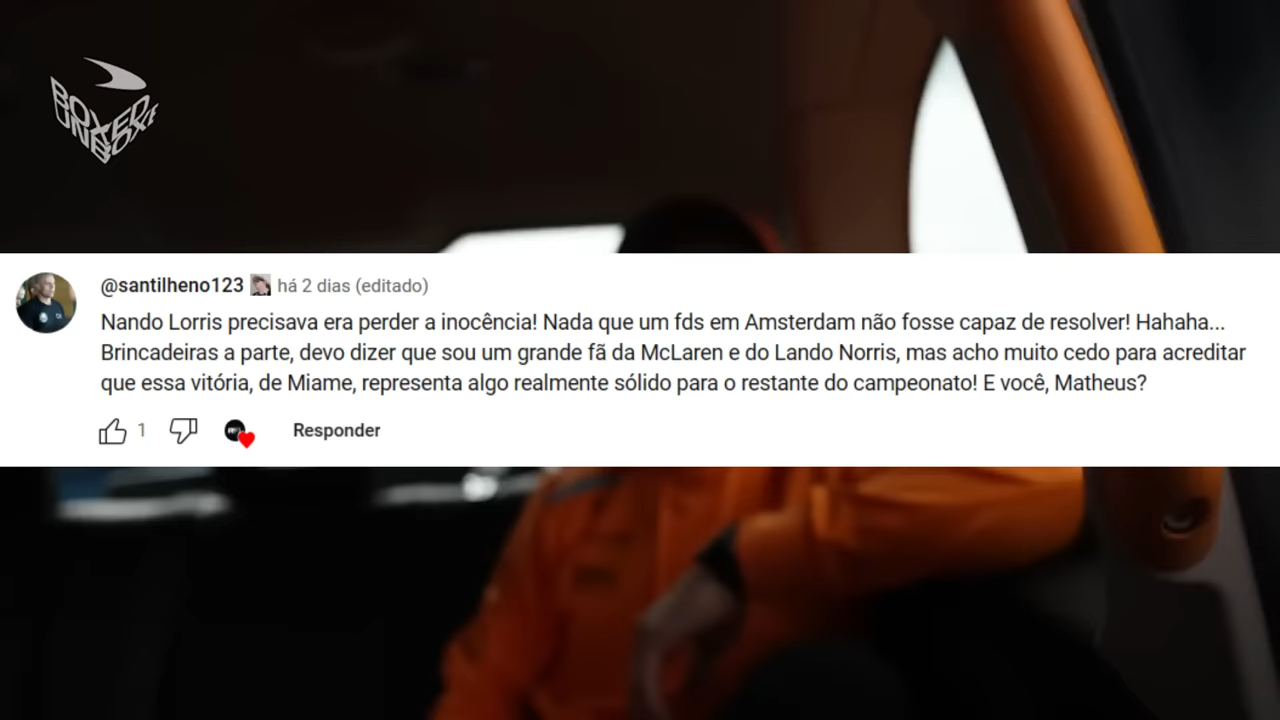 BOXED
UNBOXED
@santilheno123 há 2 dias (editado)
Nando Lorris precisava era perder a inocência! Nada que um fds em Amsterdam não fosse capaz de resolver! Hahaha...
Brincadeiras a parte, devo dizer que sou um grande fã da McLaren e do Lando Norris, mas acho muito cedo para acreditar
que essa vitória, de Miame, representa algo realmente sólido para o restante do campeonato! E você, Matheus?
1
Responder